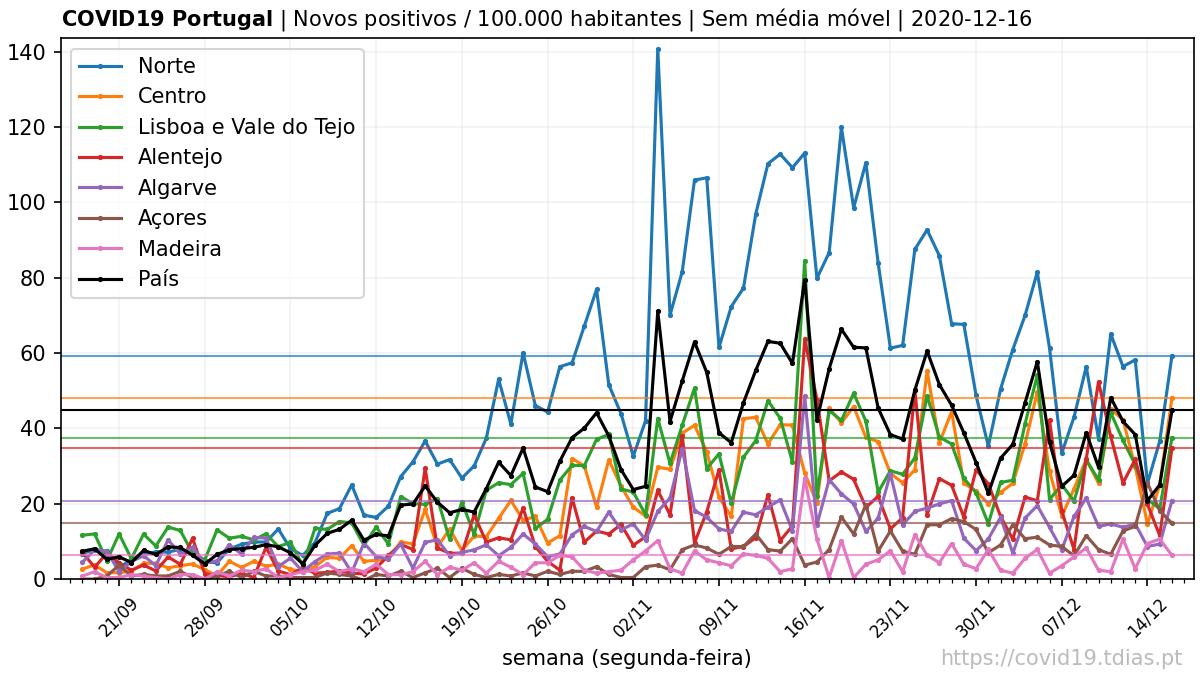 COVID19 Portugal | Novos positivos / 100.000 habitantes | Sem média móvel | 2020-12-16
140
120
100
80
60
40
20
0
Norte
Centro
Lisboa e Vale do Tejo
Alentejo
Algarve
Açores
Madeira
País
21/09 28/09 05/10 12/10 19/10 26/10 02/11 09/11 16/11 23/11 30/11 07/12 14/12
semana (segunda-feira)
https://covid19.tdias.pt